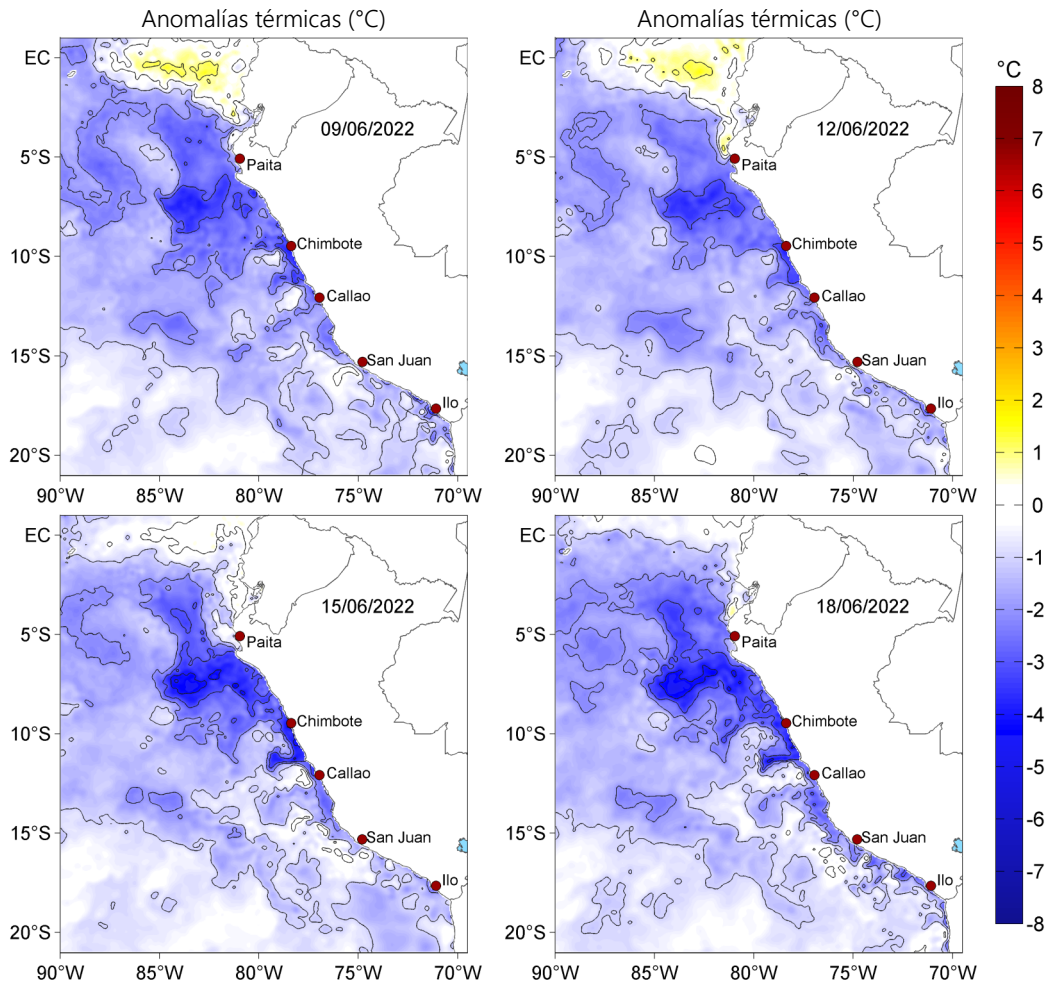 Anomalías térmicas (°C)
Anomalías térmicas (°C)
EC
5°S
10°S
15°S
20°S
90°W
85°W
80°W
75°W
70°W
09/06/2022
Paita
Chimbote
Callao
San Juan
Ilo
EC
5°S
10°S
15°S
20°S
90°W
85°W
80°W
75°W
70°W
12/06/2022
Paita
Chimbote
Callao
San Juan
Ilo
EC
5°S
10°S
15°S
20°S
90°W
85°W
80°W
75°W
70°W
15/06/2022
Paita
Chimbote
Callao
San Juan
Ilo
EC
5°S
10°S
15°S
20°S
90°W
85°W
80°W
75°W
70°W
18/06/2022
Paita
Chimbote
Callao
San Juan
Ilo
°C
8
7
6
5
4
3
2
1
0
-1
-2
-3
-4
-5
-6
-7
-8